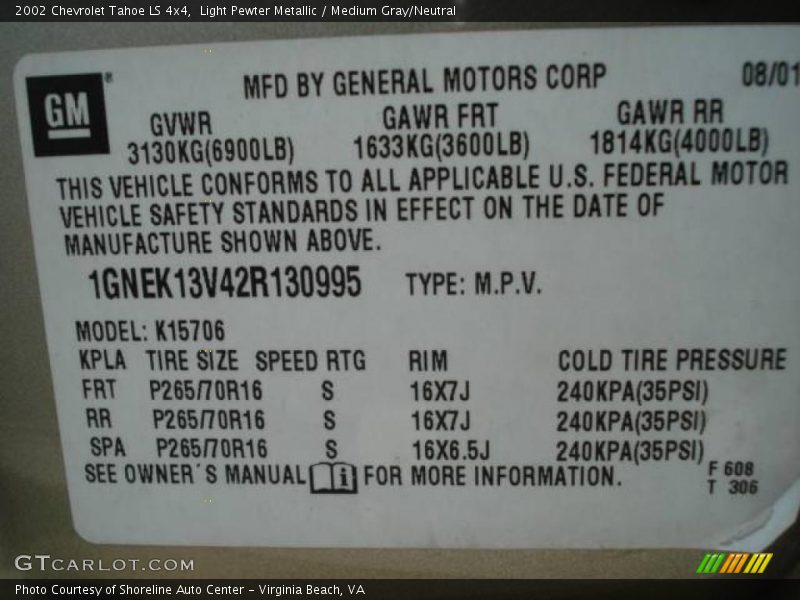 2002 Chevrolet Tahoe LS 4x4, Light Pewter Metallic / Medium Gray/Neutral
GM® MFD BY GENERAL MOTORS CORP 08/01
GVWR GAWR FRT GAWR RR
3130KG(6900LB) 1633KG(3600LB) 1814KG(4000LB)
THIS VEHICLE CONFORMS TO ALL APPLICABLE U.S. FEDERAL MOTOR
VEHICLE SAFETY STANDARDS IN EFFECT ON THE DATE OF
MANUFACTURE SHOWN ABOVE.
1GNEK13V42R130995 TYPE: M.P.V.
MODEL: K15706
KPLA TIRE SIZE SPEED RTG RIM COLD TIRE PRESSURE
FRT P265/70R16 S 16X7J 240KPA(35PSI)
RR P265/70R16 S 16X7J 240KPA(35PSI)
SPA P265/70R16 S 16X6.5J 240KPA(35PSI)
SEE OWNER´S MANUAL i FOR MORE INFORMATION.
F 608
T 306
GTCARLOT.COM
Photo Courtesy of Shoreline Auto Center – Virginia Beach, VA